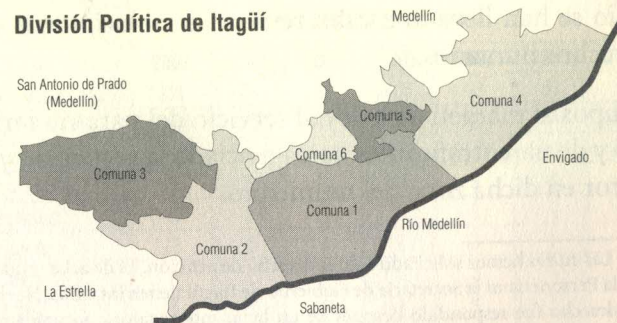 División Política de Itagüí
Medellín
San Antonio de Prado
(Medellín)
Comuna 4
Comuna 5
Comuna 6
Envigado
Comuna 3
Comuna 1
Río Medellín
Comuna 2
La Estrella
Sabaneta